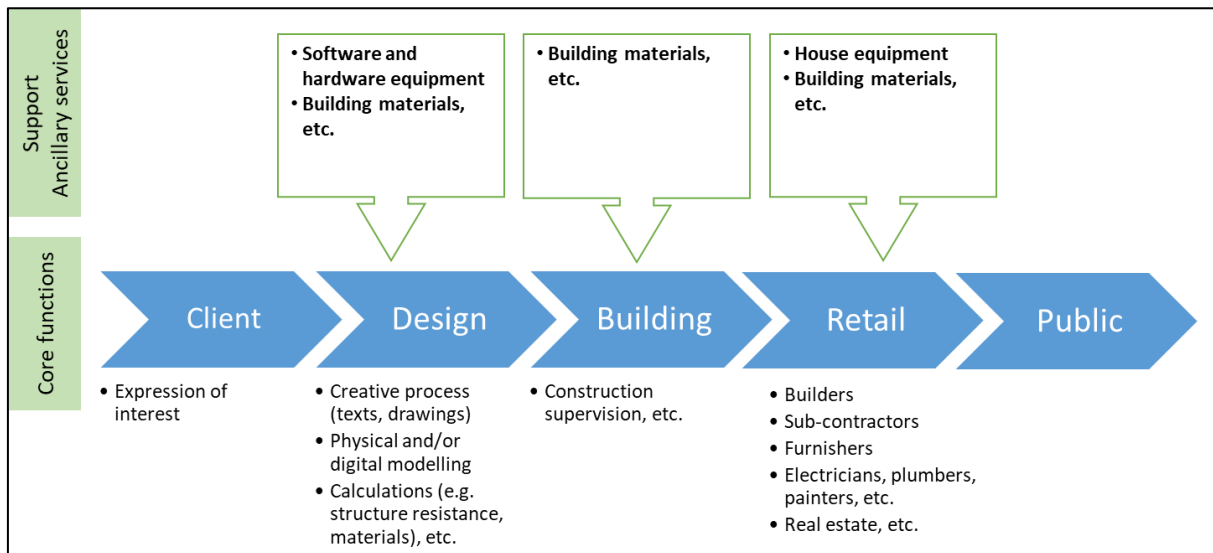 Support
Ancillary services
• Software and
hardware equipment
• Building materials,
etc.
• Building materials,
etc.
• House equipment
• Building materials,
etc.
Core functions
Client
Design
Building
Retail
Public
• Expression of
interest
• Creative process
(texts, drawings)
• Physical and/or
digital modelling
• Calculations (e.g.
structure resistance,
materials), etc.
• Construction
supervision, etc.
• Builders
• Sub-contractors
• Furnishers
• Electricians, plumbers,
painters, etc.
• Real estate, etc.